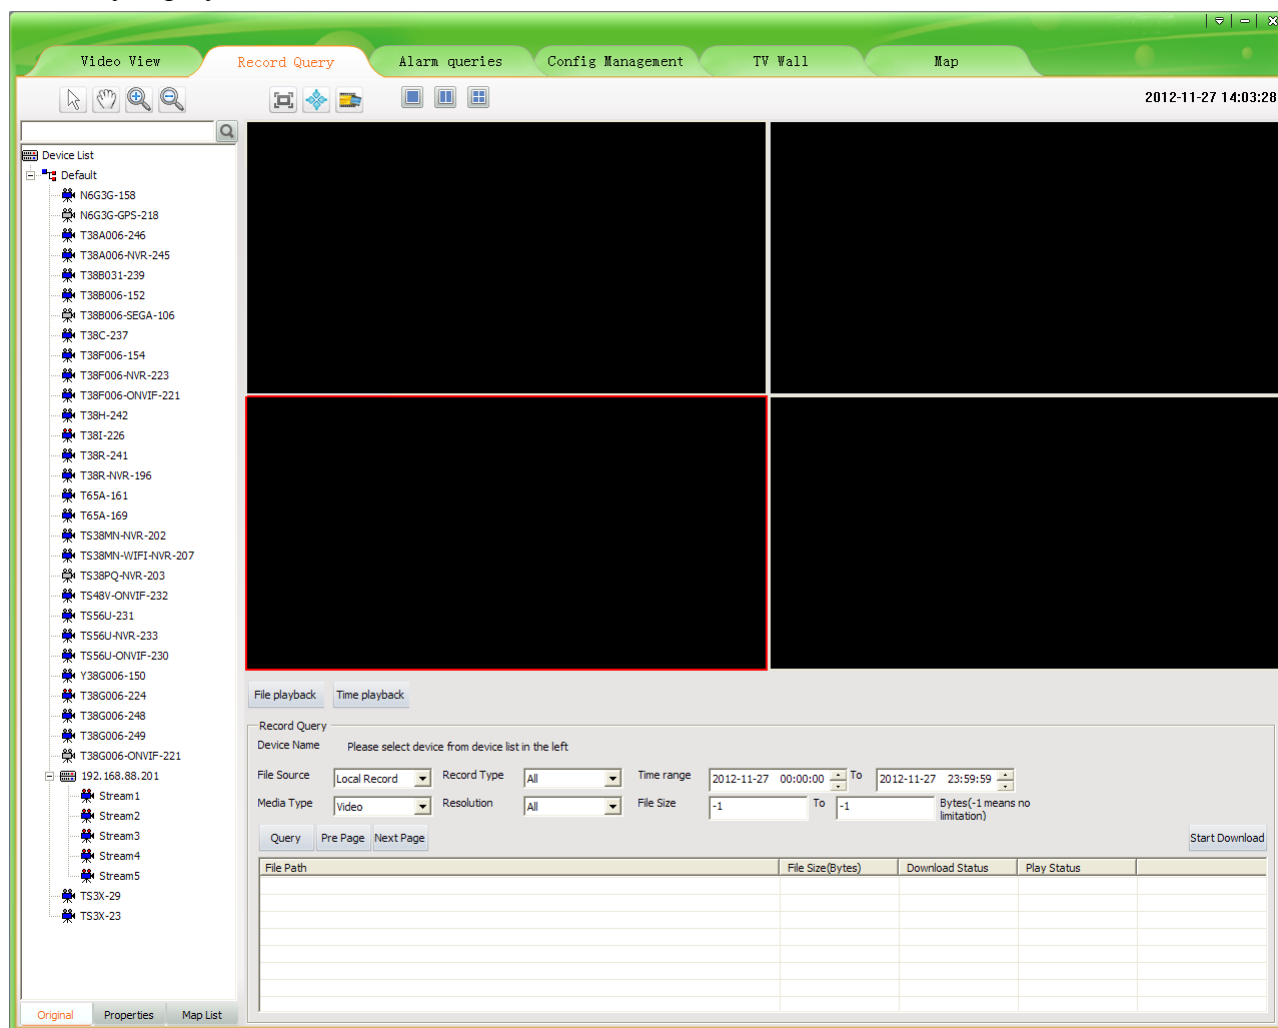 Video View Record Query Alarm queries Config Management TV Wall Map
2012-11-27 14:03:28
Device List
Default
N6G3G-158
N6G3G-GPS-218
T38A006-246
T38A006-NVR-245
T38B031-239
T38B006-152
T38B006-SEGA-106
T38C-237
T38F006-154
T38F006-NVR-223
T38F006-ONVIF-221
T38H-242
T38I-226
T38R-241
T38R-NVR-196
T65A-161
T65A-169
TS38MN-NVR-202
TS38MN-WIFI-NVR-207
TS38PQ-NVR-203
TS48V-ONVIF-232
TS56U-231
TS56U-NVR-233
TS56U-ONVIF-230
Y38G006-150
T38G006-224
T38G006-248
T38G006-249
T38G006-ONVIF-221
192.168.88.201
Stream1
Stream2
Stream3
Stream4
Stream5
TS3X-29
TS3X-23
Original Properties Map List
File playback Time playback
Record Query
Device Name Please select device from device list in the left
File Source Local Record Record Type All Time range 2012-11-27 00:00:00 To 2012-11-27 23:59:59
Media Type Video Resolution All File Size -1 To -1 Bytes(-1 means no
limitation)
Query Pre Page Next Page Start Download
File Path File Size(Bytes) Download Status Play Status